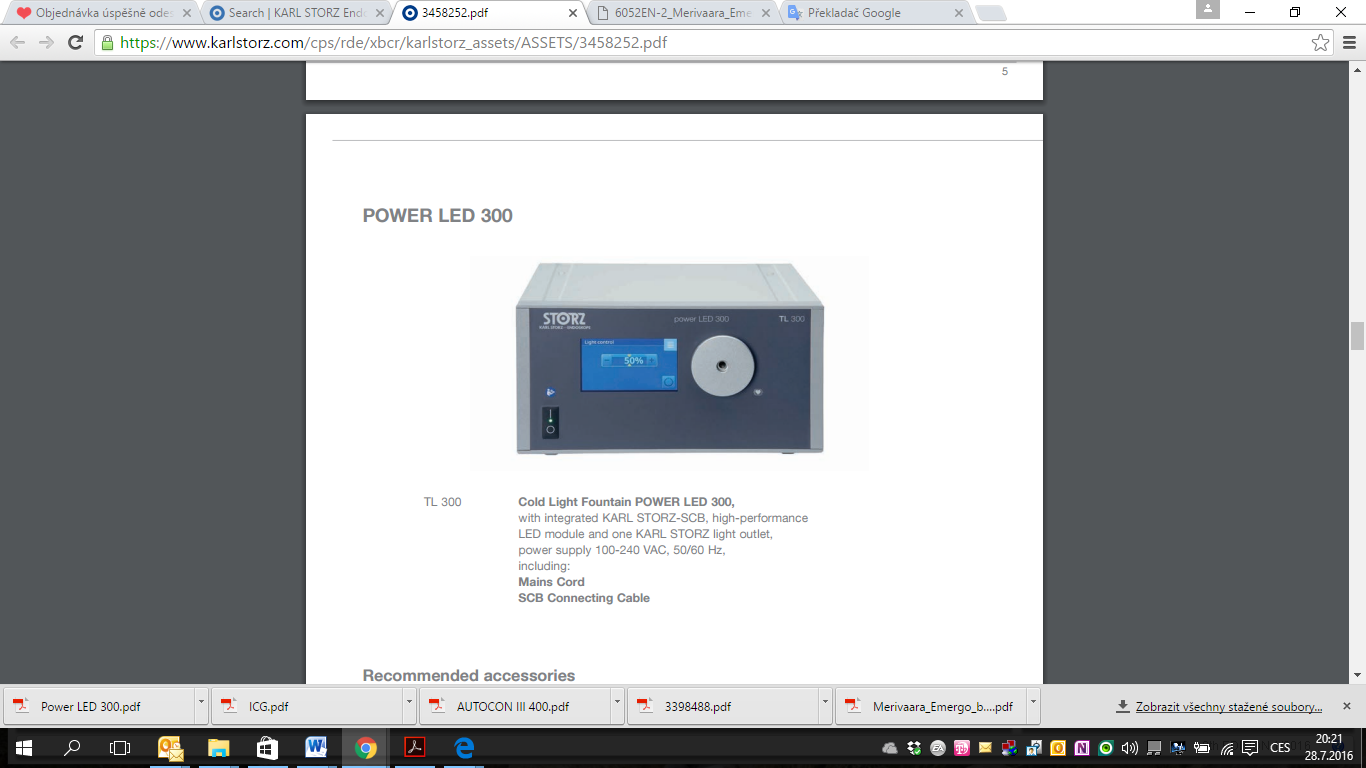 Objednávka úspěšně odes
Search | KARL STORZ Endo
3458252.pdf
6052EN-2_Merivaara_Eme
Překladač Google
https://www.karlstorz.com/cps/rde/xbcr/karlstorz_assets/ASSETS/3458252.pdf
5
POWER LED 300
STORZ
KARL STORZ - ENDOSKOPE
power LED 300
TL 300
Light control
50%
TL 300
Cold Light Fountain POWER LED 300,
with integrated KARL STORZ-SCB, high-performance
LED module and one KARL STORZ light outlet,
power supply 100-240 VAC, 50/60 Hz,
including:
Mains Cord
SCB Connecting Cable
Recommended accessories
Power LED 300.pdf
ICG.pdf
AUTOCON III 400.pdf
3398488.pdf
Merivaara_Emergo_b....pdf
Zobrazit všechny stažené soubory...
CES
20:21
28.7.2016